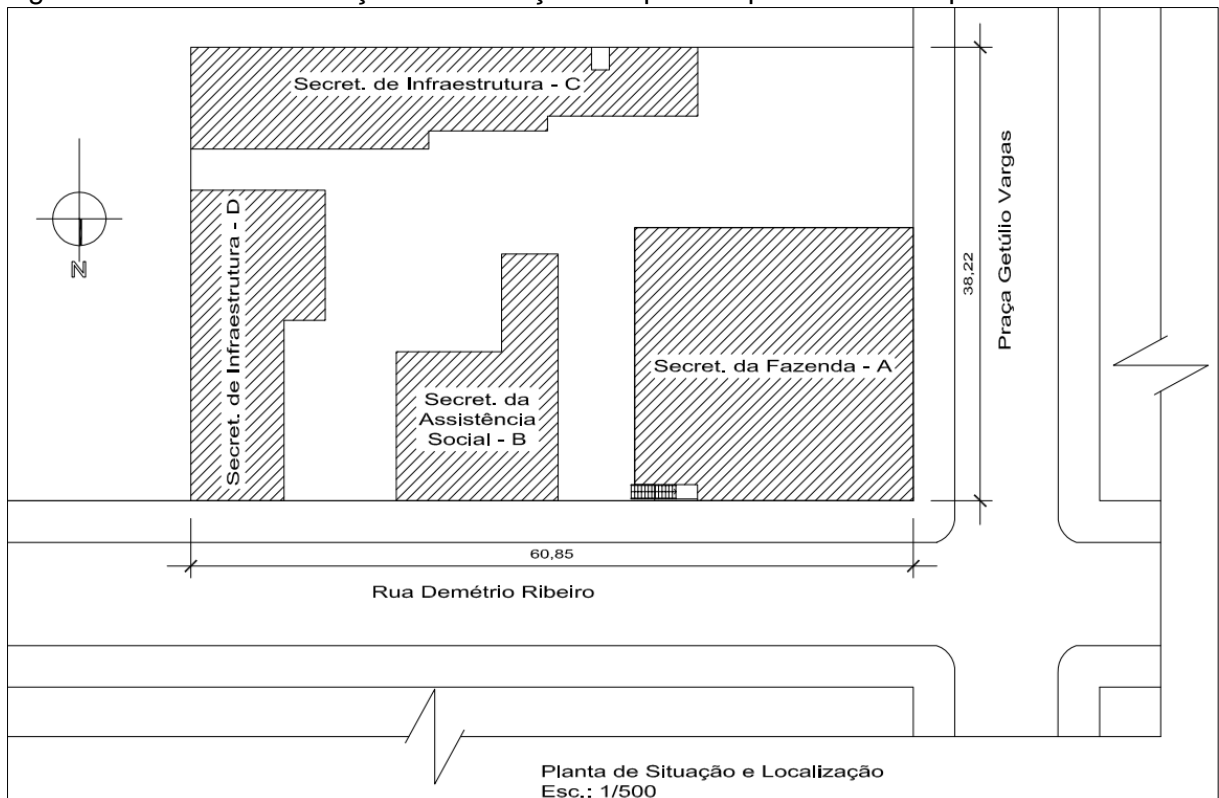 Secret. de Infraestrutura - C
Praça Getúlio Vargas
38,22
N
Secret. de Infraestrutura - D
Secret. da Fazenda - A
Secret. da
Assistência
Social - B
60,85
Rua Demétrio Ribeiro
Planta de Situação e Localização
Esc.: 1/500